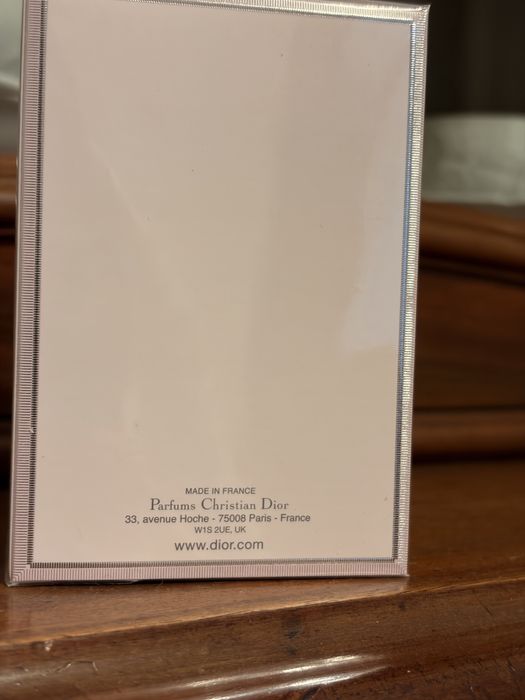 MADE IN FRANCE
Parfums Christian Dior
33, avenue Hoche - 75008 Paris - France
W1S 2UE, UK
www.dior.com